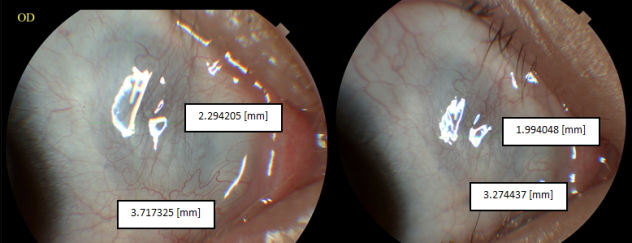 OD
2.294205 [mm]
3.717325 [mm]
1.994048 [mm]
3.274437 [mm]